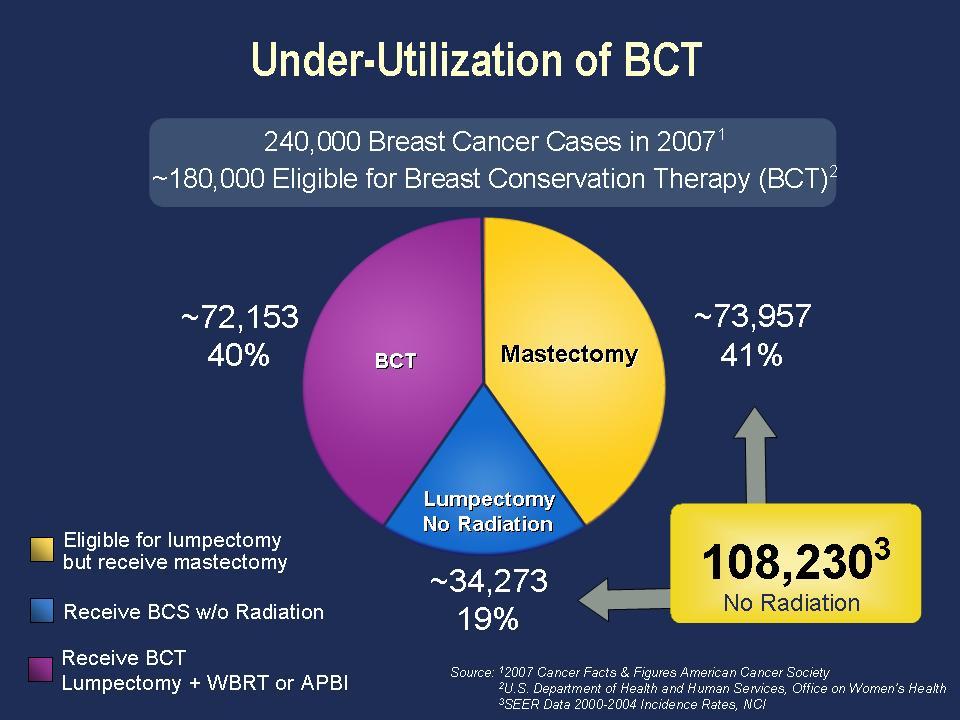 Under-Utilization of BCT
240,000 Breast Cancer Cases in 2007¹
~180,000 Eligible for Breast Conservation Therapy (BCT)²
~72,153
40%
BCT
Mastectomy
~73,957
41%
Lumpectomy
No Radiation
~34,273
19%
108,230³
No Radiation
Eligible for lumpectomy
but receive mastectomy
Receive BCS w/o Radiation
Receive BCT
Lumpectomy + WBRT or APBI
Source: ¹2007 Cancer Facts & Figures American Cancer Society
²U.S. Department of Health and Human Services, Office on Women's Health
³SEER Data 2000-2004 Incidence Rates, NCI